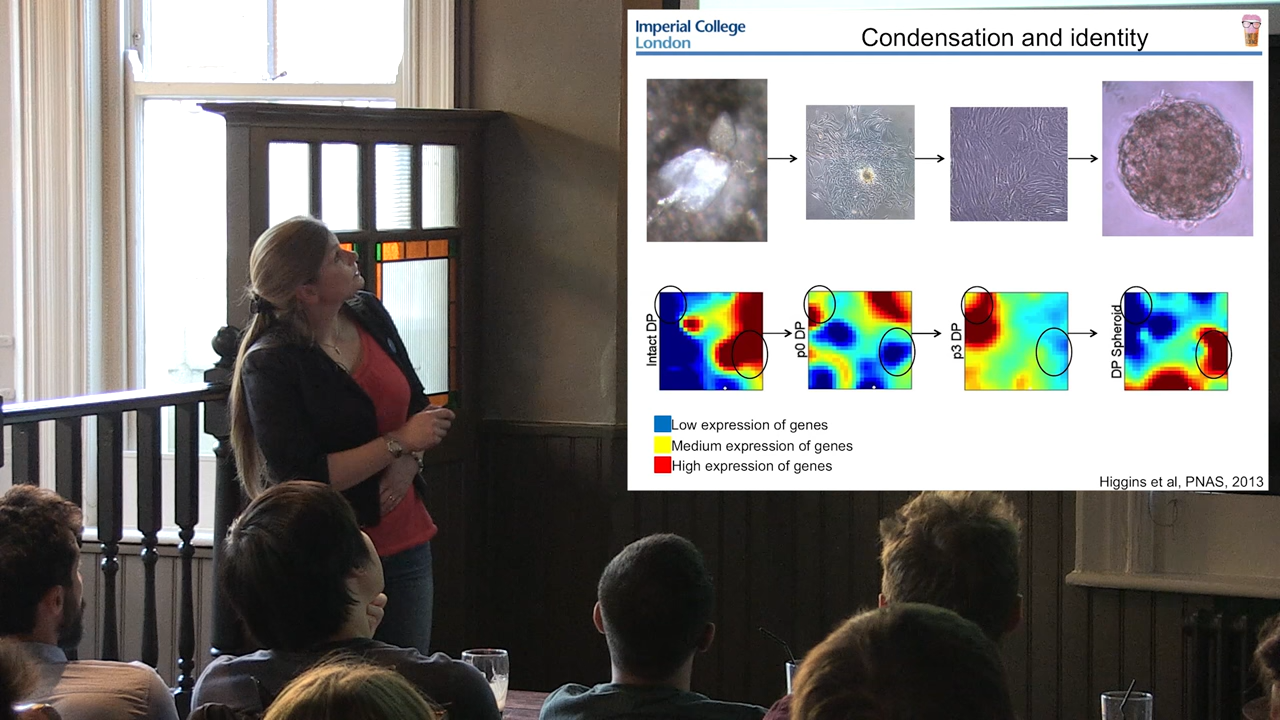 Imperial College
London
Condensation and identity
Intact DP
p0 DP
p3 DP
DP Spheroid
Low expression of genes
Medium expression of genes
High expression of genes
Higgins et al, PNAS, 2013